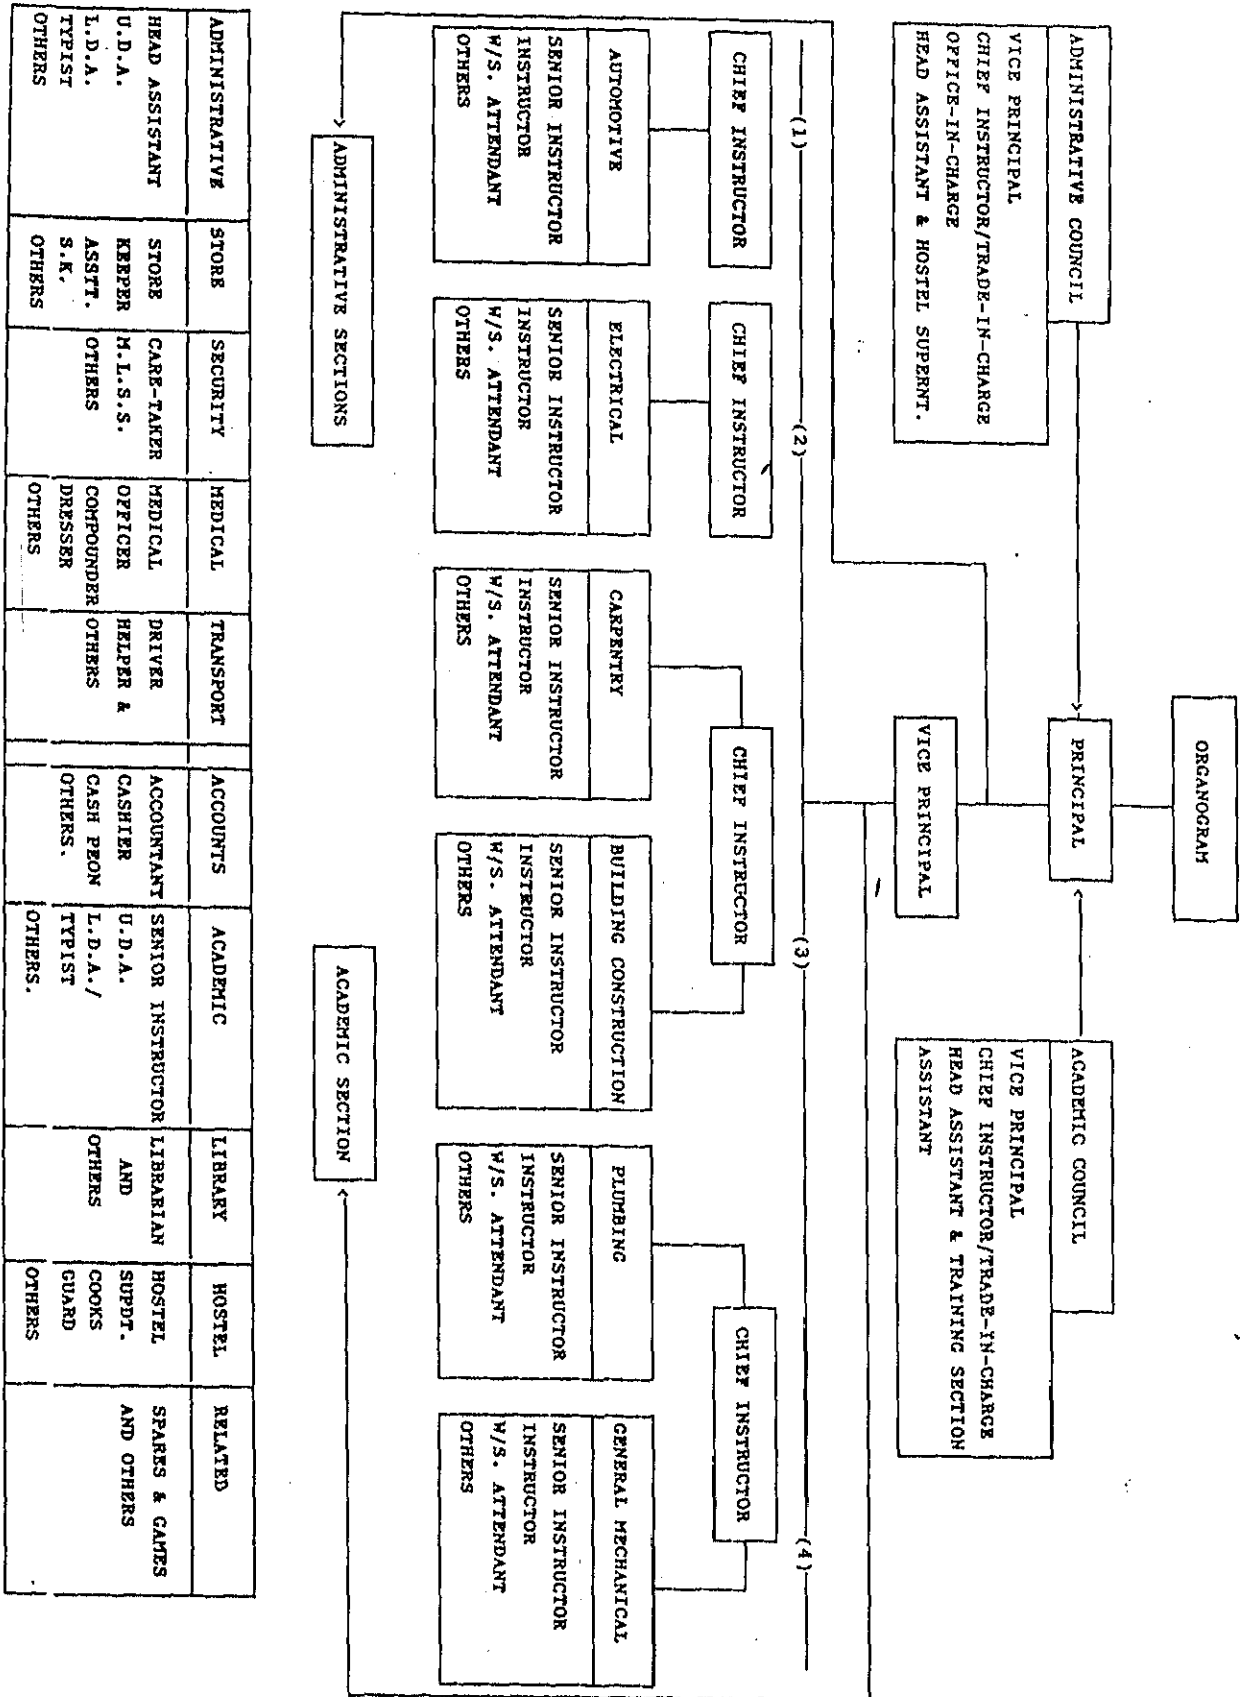 ORGANOGRAM
ADMINISTRATIVE COUNCIL
VICE PRINCIPAL
CHIEF INSTRUCTOR/TRADE-IN-CHARGE
OFFICE-IN-CHARGE
HEAD ASSISTANT & HOSTEL SUPERNT.
PRINCIPAL
ACADEMIC COUNCIL
VICE PRINCIPAL
CHIEF INSTRUCTOR/TRADE-IN-CHARGE
HEAD ASSISTANT & TRAINING SECTION
ASSISTANT
VICE PRINCIPAL
(1)
(2)
(3)
(4)
CHIEF INSTRUCTOR
CHIEF INSTRUCTOR
CHIEF INSTRUCTOR
CHIEF INSTRUCTOR
AUTOMOTIVE
SENIOR INSTRUCTOR
INSTRUCTOR
W/S. ATTENDANT
OTHERS
ELECTRICAL
SENIOR INSTRUCTOR
INSTRUCTOR
W/S. ATTENDANT
OTHERS
CARPENTRY
SENIOR INSTRUCTOR
INSTRUCTOR
W/S. ATTENDANT
OTHERS
BUILDING CONSTRUCTION
SENIOR INSTRUCTOR
INSTRUCTOR
W/S. ATTENDANT
OTHERS
PLUMBING
SENIOR INSTRUCTOR
INSTRUCTOR
W/S. ATTENDANT
OTHERS
GENERAL MECHANICAL
SENIOR INSTRUCTOR
INSTRUCTOR
W/S. ATTENDANT
OTHERS
ADMINISTRATIVE SECTIONS
ACADEMIC SECTION
ADMINISTRATIVE
HEAD ASSISTANT
U.D.A.
L.D.A.
TYPIST
OTHERS
STORE
STORE
KEEPER
ASSTT.
S.K.
OTHERS
SECURITY
CARE-TAKER
M.L.S.S.
OTHERS
MEDICAL
MEDICAL
OFFICER
COMPOUNDER
DRESSER
OTHERS
TRANSPORT
DRIVER
HELPER &
OTHERS
ACCOUNTS
ACCOUNTANT
CASHIER
CASH PEON
OTHERS.
ACADEMIC
SENIOR INSTRUCTOR
U.D.A.
L.D.A./
TYPIST
OTHERS.
LIBRARY
LIBRARIAN
AND
OTHERS
HOSTEL
HOSTEL
SUPDT.
COOKS
GUARD
OTHERS
RELATED
SPARES & GAMES
AND OTHERS